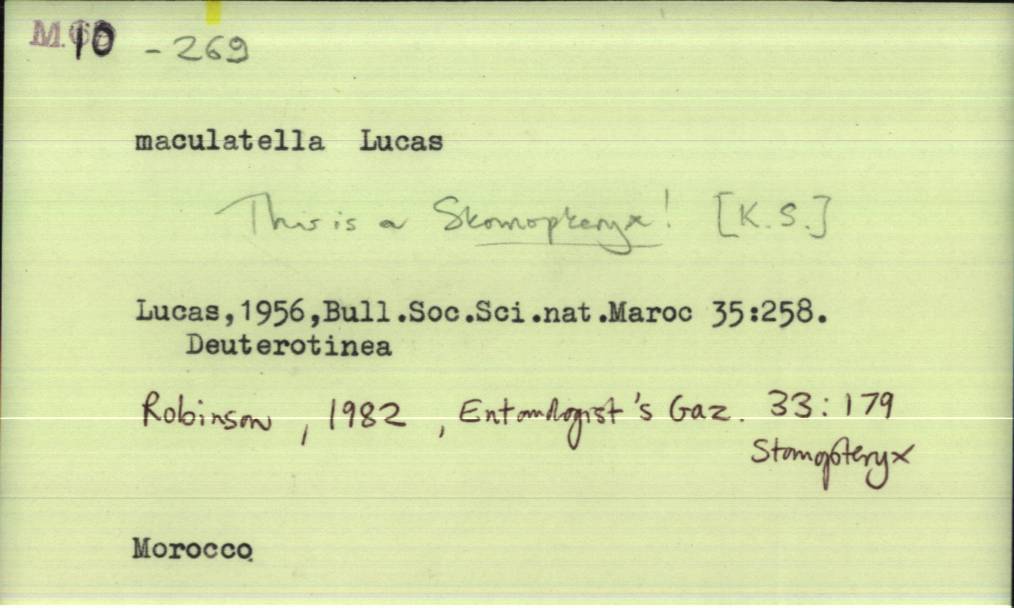 10 - 269
maculatella Lucas
This is a Stomopteryx! [K.S.]
Lucas,1956,Bull.Soc.Sci.nat.Maroc 35:258.
Deuterotinea
Robinson, 1982, Entomologist's Gaz. 33:179
Stomopteryx
Morocco